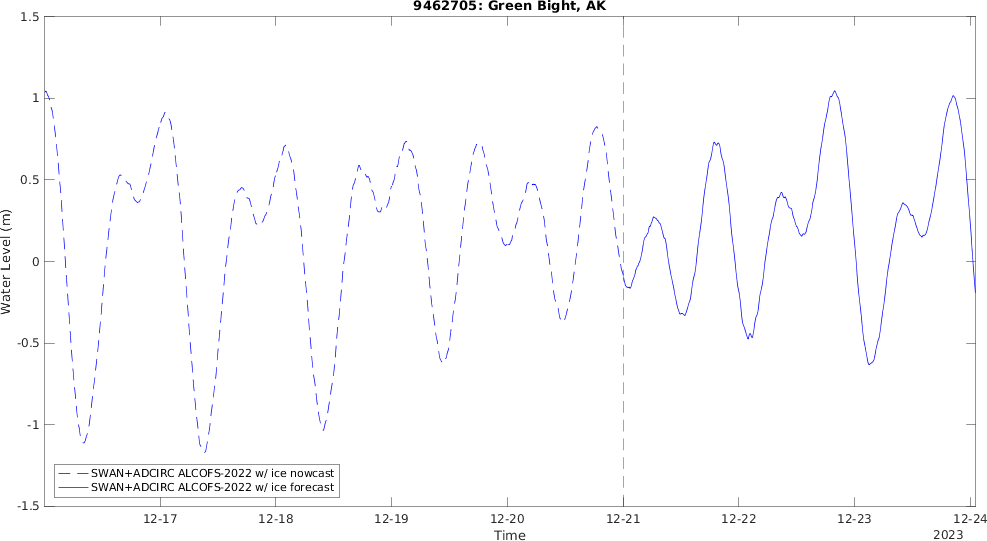 9462705: Green Bight, AK
1.5
1
0.5
0
-0.5
-1
-1.5
Water Level (m)
SWAN+ADCIRC ALCOFS-2022 w/ ice nowcast
SWAN+ADCIRC ALCOFS-2022 w/ ice forecast
12-17 12-18 12-19 12-20 12-21 12-22 12-23 12-24
Time
2023